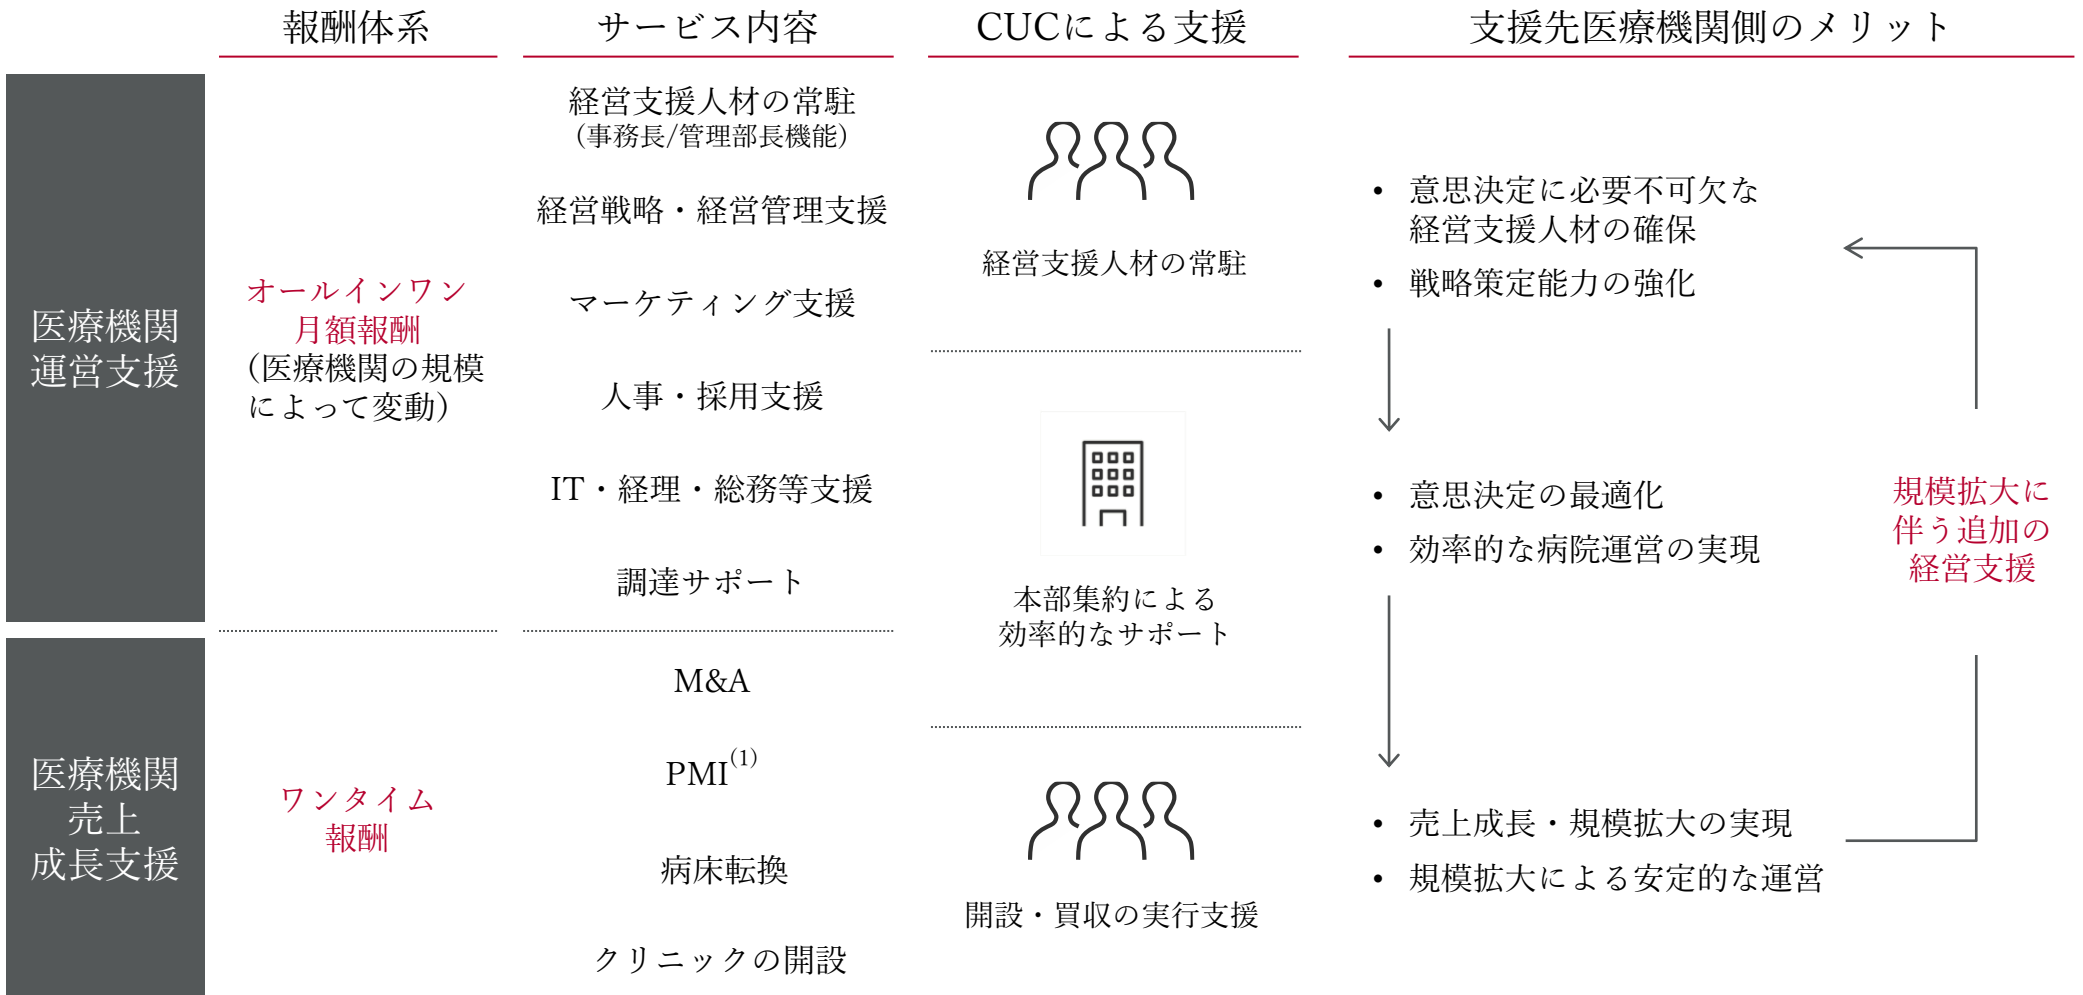 報酬体系
サービス内容
CUCによる支援
支援先医療機関側のメリット
医療機関
運営支援
オールインワン
月額報酬
(医療機関の規模
によって変動)
経営支援人材の常駐
(事務長/管理部長機能)
経営戦略・経営管理支援
マーケティング支援
人事・採用支援
IT・経理・総務等支援
調達サポート
医療機関
売上
成長支援
ワンタイム
報酬
M&A
PMI(1)
病床転換
クリニックの開設
経営支援人材の常駐
本部集約による
効率的なサポート
開設・買収の実行支援
• 意思決定に必要不可欠な
経営支援人材の確保
• 戦略策定能力の強化
• 意思決定の最適化
• 効率的な病院運営の実現
• 売上成長・規模拡大の実現
• 規模拡大による安定的な運営
規模拡大に
伴う追加の
経営支援